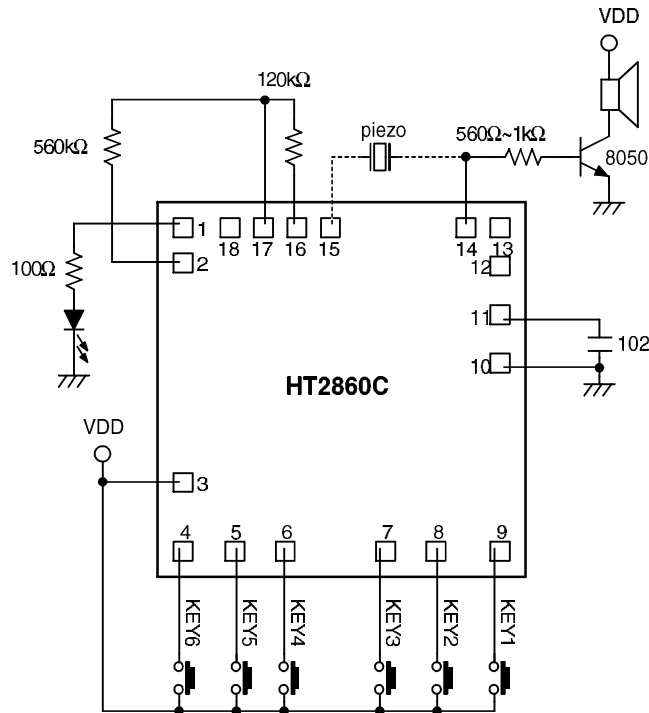 VDD
120kΩ
560kΩ
piezo
560Ω~1kΩ
8050
1
18
17
16
15
14
13
2
12
100Ω
11
102
10
HT2860C
VDD
3
4
5
6
7
8
9
KEY6
KEY5
KEY4
KEY3
KEY2
KEY1